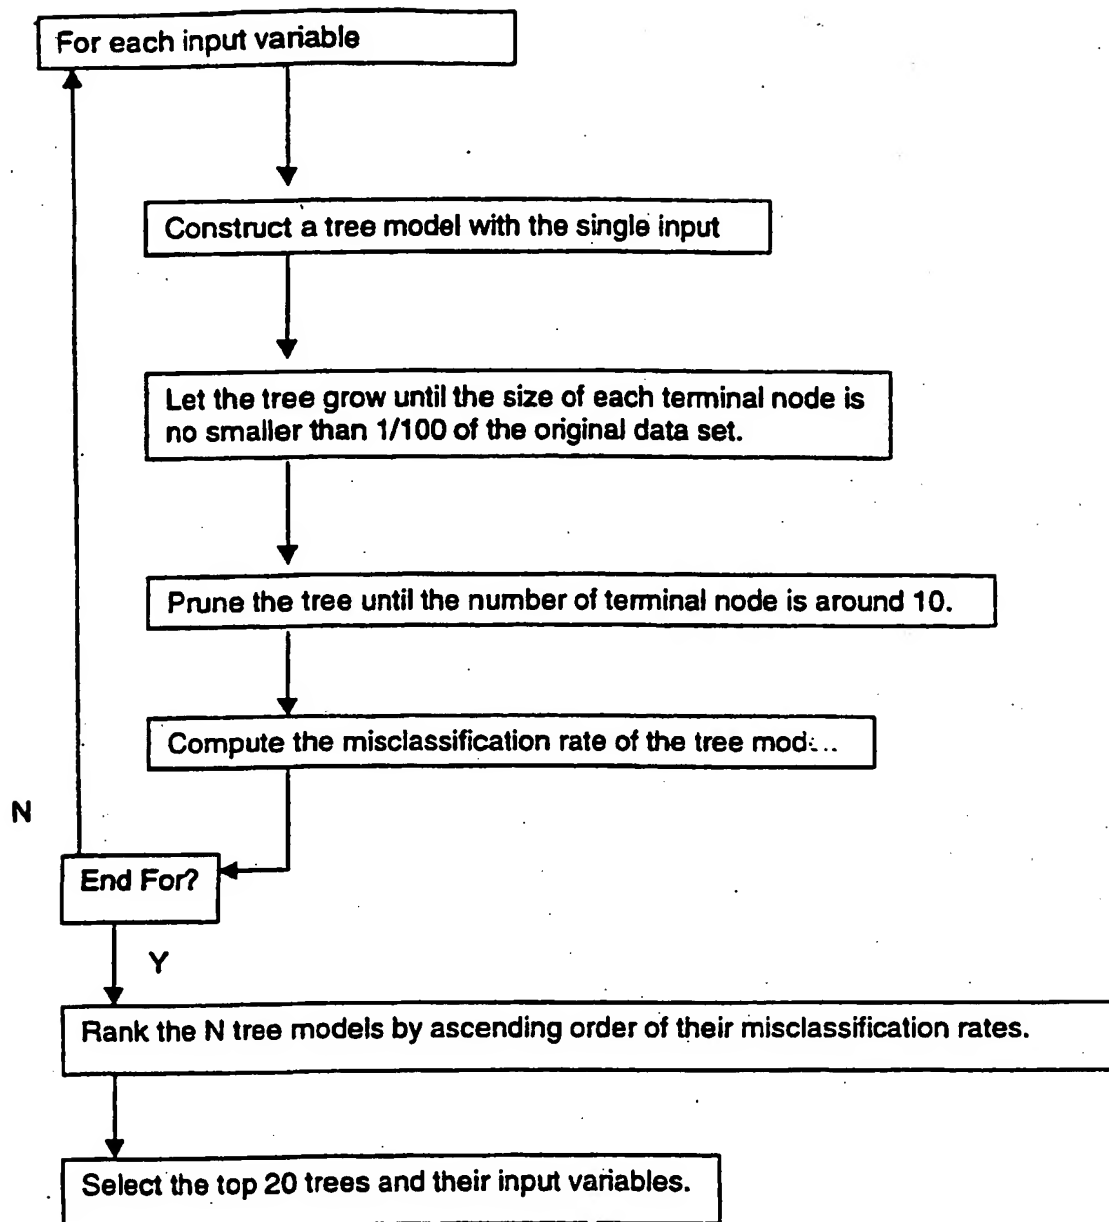 For each input variable
Construct a tree model with the single input
Let the tree grow until the size of each terminal node is
no smaller than 1/100 of the original data set.
Prune the tree until the number of terminal node is around 10.
Compute the misclassification rate of the tree
N
End For?
Y
Rank the N tree models by ascending order of their misclassification rates.
Select the top 20 trees and their input variables.